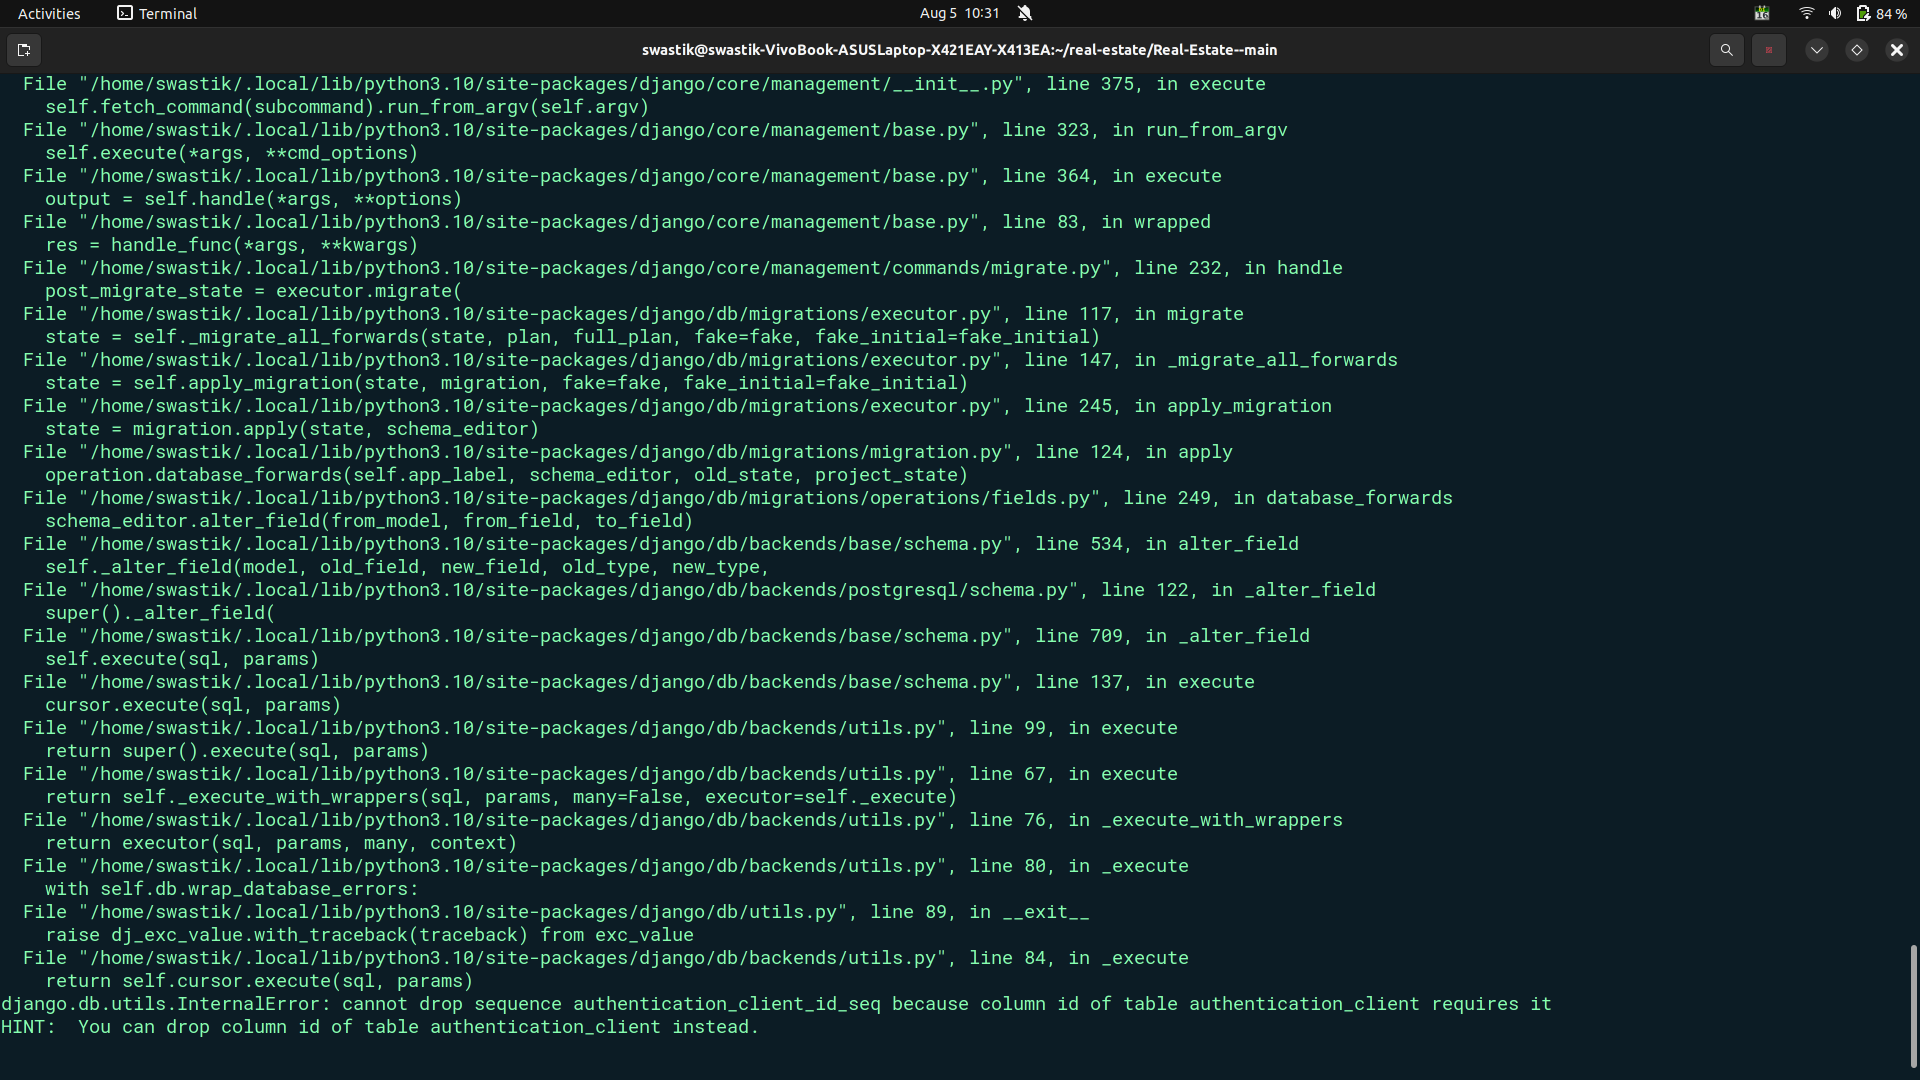 Activities
Terminal
Aug 5 10:31
84 %
swastik@swastik-VivoBook-ASUSLaptop-X421EAY-X413EA:~/real-estate/Real-Estate--main
  File "/home/swastik/.local/lib/python3.10/site-packages/django/core/management/__init__.py", line 375, in execute
    self.fetch_command(subcommand).run_from_argv(self.argv)
  File "/home/swastik/.local/lib/python3.10/site-packages/django/core/management/base.py", line 323, in run_from_argv
    self.execute(*args, **cmd_options)
  File "/home/swastik/.local/lib/python3.10/site-packages/django/core/management/base.py", line 364, in execute
    output = self.handle(*args, **options)
  File "/home/swastik/.local/lib/python3.10/site-packages/django/core/management/base.py", line 83, in wrapped
    res = handle_func(*args, **kwargs)
  File "/home/swastik/.local/lib/python3.10/site-packages/django/core/management/commands/migrate.py", line 232, in handle
    post_migrate_state = executor.migrate(
  File "/home/swastik/.local/lib/python3.10/site-packages/django/db/migrations/executor.py", line 117, in migrate
    state = self._migrate_all_forwards(state, plan, full_plan, fake=fake, fake_initial=fake_initial)
  File "/home/swastik/.local/lib/python3.10/site-packages/django/db/migrations/executor.py", line 147, in _migrate_all_forwards
    state = self.apply_migration(state, migration, fake=fake, fake_initial=fake_initial)
  File "/home/swastik/.local/lib/python3.10/site-packages/django/db/migrations/executor.py", line 245, in apply_migration
    state = migration.apply(state, schema_editor)
  File "/home/swastik/.local/lib/python3.10/site-packages/django/db/migrations/migration.py", line 124, in apply
    operation.database_forwards(self.app_label, schema_editor, old_state, project_state)
  File "/home/swastik/.local/lib/python3.10/site-packages/django/db/migrations/operations/fields.py", line 249, in database_forwards
    schema_editor.alter_field(from_model, from_field, to_field)
  File "/home/swastik/.local/lib/python3.10/site-packages/django/db/backends/base/schema.py", line 534, in alter_field
    self._alter_field(model, old_field, new_field, old_type, new_type,
  File "/home/swastik/.local/lib/python3.10/site-packages/django/db/backends/postgresql/schema.py", line 122, in _alter_field
    super()._alter_field(
  File "/home/swastik/.local/lib/python3.10/site-packages/django/db/backends/base/schema.py", line 709, in _alter_field
    self.execute(sql, params)
  File "/home/swastik/.local/lib/python3.10/site-packages/django/db/backends/base/schema.py", line 137, in execute
    cursor.execute(sql, params)
  File "/home/swastik/.local/lib/python3.10/site-packages/django/db/backends/utils.py", line 99, in execute
    return super().execute(sql, params)
  File "/home/swastik/.local/lib/python3.10/site-packages/django/db/backends/utils.py", line 67, in execute
    return self._execute_with_wrappers(sql, params, many=False, executor=self._execute)
  File "/home/swastik/.local/lib/python3.10/site-packages/django/db/backends/utils.py", line 76, in _execute_with_wrappers
    return executor(sql, params, many, context)
  File "/home/swastik/.local/lib/python3.10/site-packages/django/db/backends/utils.py", line 80, in _execute
    with self.db.wrap_database_errors:
  File "/home/swastik/.local/lib/python3.10/site-packages/django/db/utils.py", line 89, in __exit__
    raise dj_exc_value.with_traceback(traceback) from exc_value
  File "/home/swastik/.local/lib/python3.10/site-packages/django/db/backends/utils.py", line 84, in _execute
    return self.cursor.execute(sql, params)
django.db.utils.InternalError: cannot drop sequence authentication_client_id_seq because column id of table authentication_client requires it
HINT:  You can drop column id of table authentication_client instead.